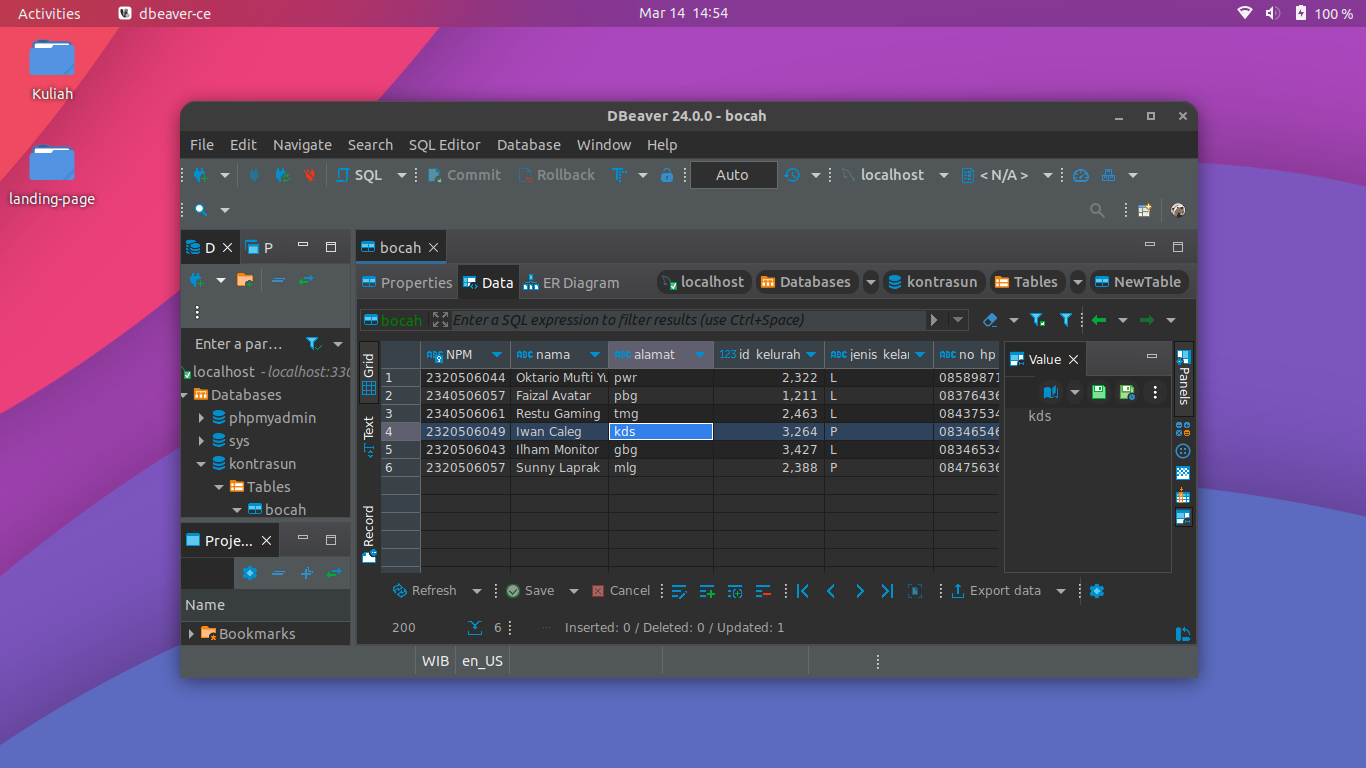 Activities dbeaver-ce Mar 14 14:54 100 %
Kuliah
landing-page
DBeaver 24.0.0 - bocah
File Edit Navigate Search SQL Editor Database Window Help
SQL Commit Rollback Auto localhost < N/A >
D P
Enter a par...
localhost - localhost:330
Databases
phpmyadmin
sys
kontrasun
Tables
bocah
Proje...
Name
Bookmarks
bocah
Properties Data ER Diagram localhost Databases kontrasun Tables NewTable
bocah Enter a SQL expression to filter results (use Ctrl+Space)
Grid
Text
Record
ABC NPM ABC nama ABC alamat 123 id_kelurah ABC jenis_kelar ABC no_hp
1 2320506044 Oktario Mufti Yu pwr 2,322 L 08589871
2 2340506057 Faizal Avatar pbg 1,211 L 08376436
3 2340506061 Restu Gaming tmg 2,463 L 08437534
4 2320506049 Iwan Caleg kds 3,264 P 08346546
5 2320506043 Ilham Monitor gbg 3,427 L 08346534
6 2320506057 Sunny Laprak mlg 2,388 P 08475636
Value
kds
Panels
Refresh Save Cancel Export data
200 6 Inserted: 0 / Deleted: 0 / Updated: 1
WIB en_US